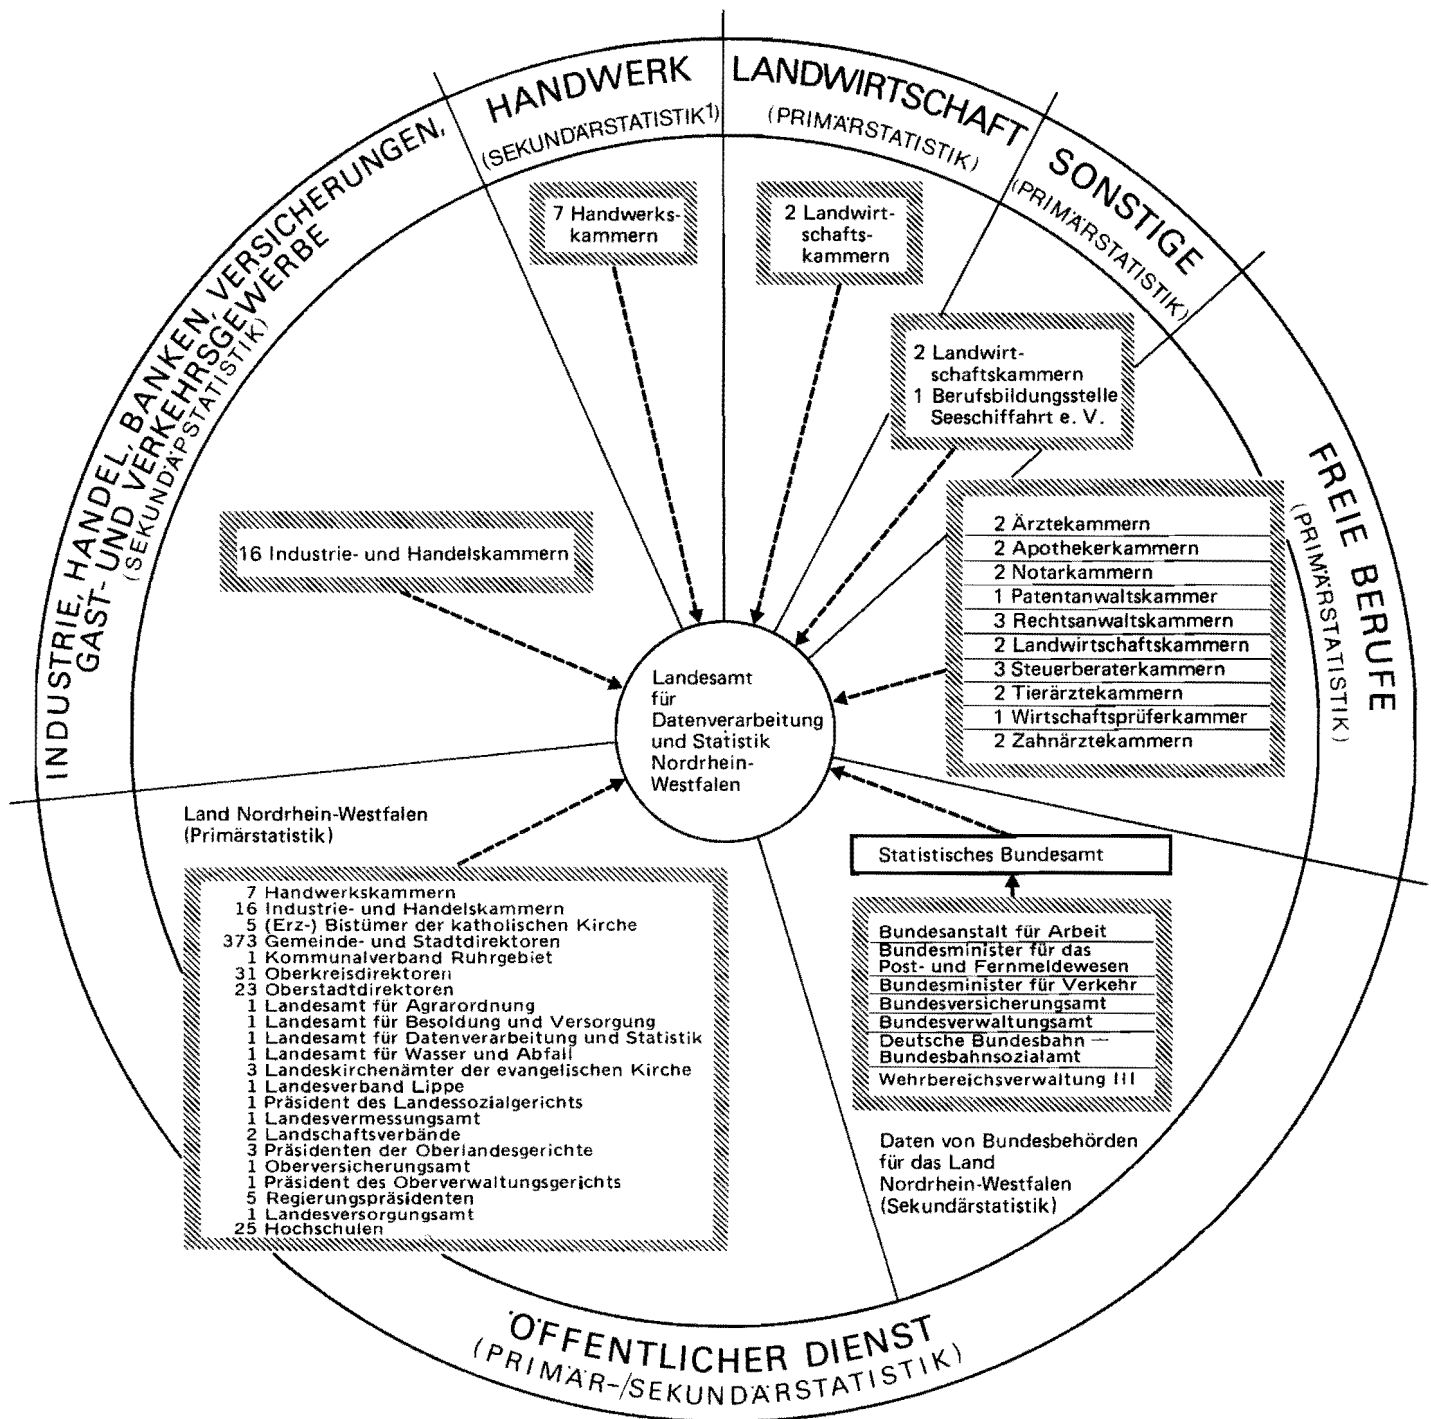 HANDWERK
(SEKUNDÄRSTATISTIK1)
LANDWIRTSCHAFT
(PRIMÄRSTATISTIK)
SONSTIGE
(PRIMÄRSTATISTIK)
FREIE BERUFE
(PRIMÄRSTATISTIK)
INDUSTRIE, HANDEL, BANKEN, VERSICHERUNGEN,
GAST- UND VERKEHRSGEWERBE
(SEKUNDÄPSTATISTIK)
7 Handwerks-
kammern
2 Landwirt-
schafts-
kammern
2 Landwirt-
schaftskammern
1 Berufsbildungsstelle
Seeschiffahrt e. V.
16 Industrie- und Handelskammern
2 Ärztekammern
2 Apothekerkammern
2 Notarkammern
1 Patentanwaltskammer
3 Rechtsanwaltskammern
2 Landwirtschaftskammern
3 Steuerberaterkammern
2 Tierärztekammern
1 Wirtschaftsprüferkammer
2 Zahnärztekammern
Landesamt
für
Datenverarbeitung
und Statistik
Nordrhein-
Westfalen
Land Nordrhein-Westfalen
(Primärstatistik)
7 Handwerkskammern
16 Industrie- und Handelskammern
5 (Erz-) Bistümer der katholischen Kirche
373 Gemeinde- und Stadtdirektoren
1 Kommunalverband Ruhrgebiet
31 Oberkreisdirektoren
23 Oberstadtdirektoren
1 Landesamt für Agrarordnung
1 Landesamt für Besoldung und Versorgung
1 Landesamt für Datenverarbeitung und Statistik
1 Landesamt für Wasser und Abfall
3 Landeskirchenämter der evangelischen Kirche
1 Landesverband Lippe
1 Präsident des Landessozialgerichts
1 Landesvermessungsamt
2 Landschaftsverbände
3 Präsidenten der Oberlandesgerichte
1 Oberversicherungsamt
1 Präsident des Oberverwaltungsgerichts
5 Regierungspräsidenten
1 Landesversorgungsamt
25 Hochschulen
Statistisches Bundesamt
Bundesanstalt für Arbeit
Bundesminister für das
Post- und Fernmeldewesen
Bundesminister für Verkehr
Bundesversicherungsamt
Bundesverwaltungsamt
Deutsche Bundesbahn —
Bundesbahnsozialamt
Wehrbereichsverwaltung III
Daten von Bundesbehörden
für das Land
Nordrhein-Westfalen
(Sekundärstatistik)
ÖFFENTLICHER DIENST
(PRIMÄR-/SEKUNDÄRSTATISTIK)